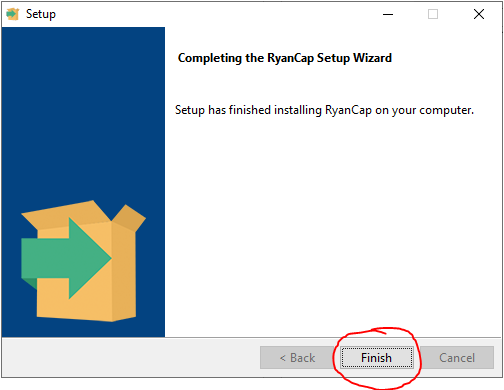 Setup
Completing the RyanCap Setup Wizard
Setup has finished installing RyanCap on your computer.
< Back
Finish
Cancel